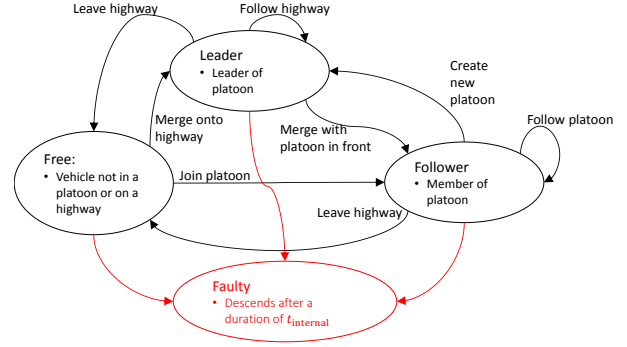 Leave highway
Follow highway
Leader
• Leader of
platoon
Create
new
platoon
Merge onto
highway
Merge with
platoon in front
Follow platoon
Free:
• Vehicle not in a
platoon or on a
highway
Join platoon
Follower
• Member of
platoon
Leave highway
Faulty
• Descends after a
duration of t_internal